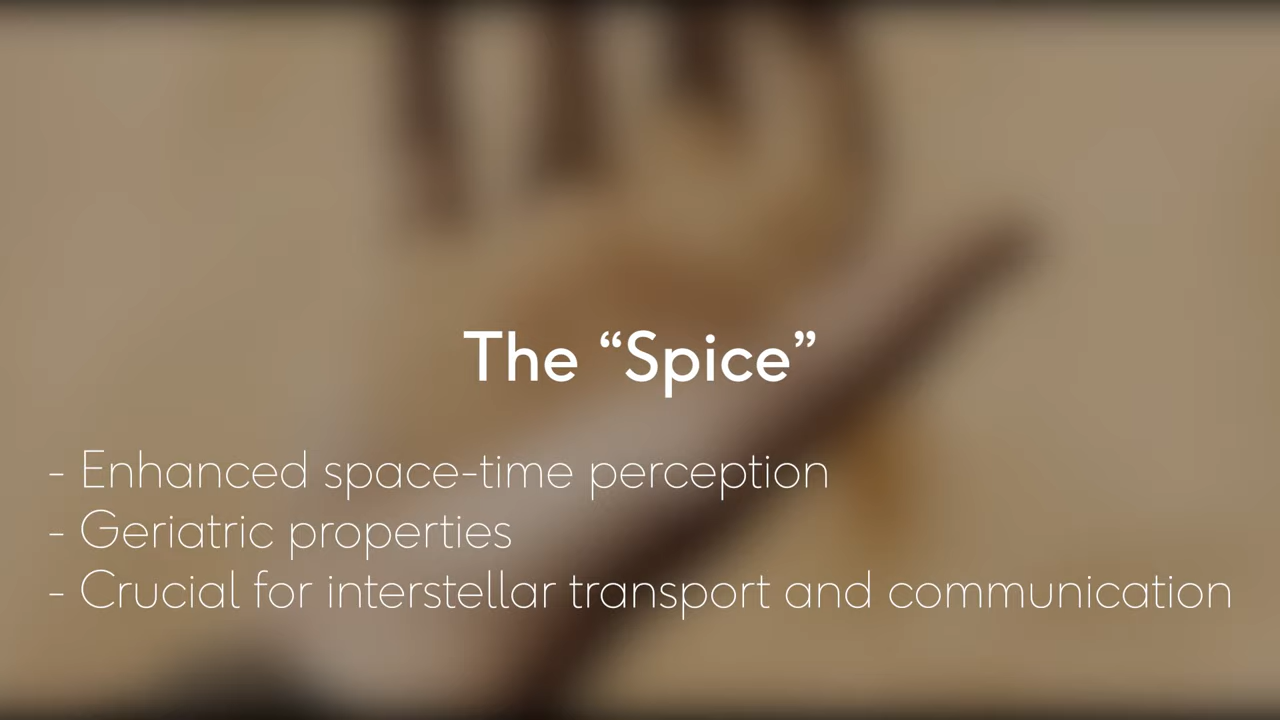 The “Spice”
- Enhanced space-time perception
- Geriatric properties
- Crucial for interstellar transport and communication